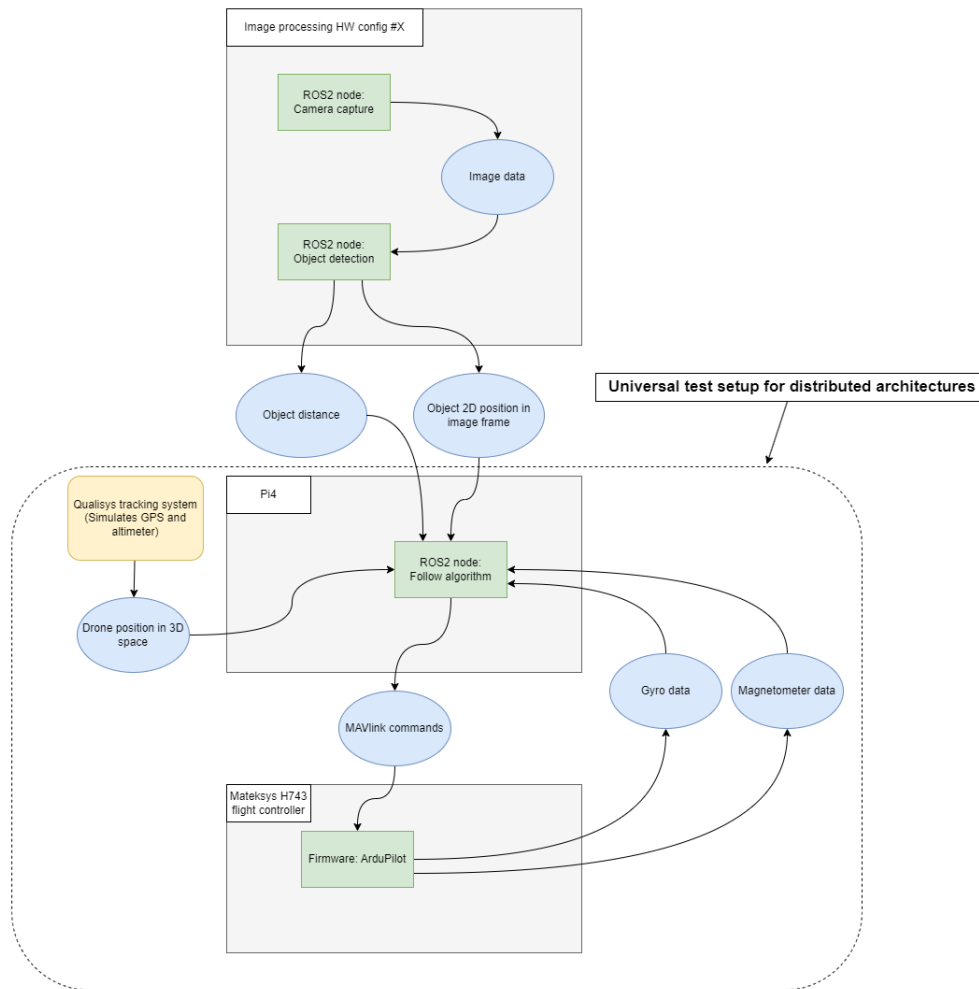 Image processing HW config #X
ROS2 node:
Camera capture
Image data
ROS2 node:
Object detection
Object distance
Object 2D position in
image frame
Universal test setup for distributed architectures
Qualisys tracking system
(Simulates GPS and
altimeter)
Pi4
ROS2 node:
Follow algorithm
Drone position in 3D
space
Gyro data
Magnetometer data
MAVlink commands
Mateksys H743
flight controller
Firmware: ArduPilot